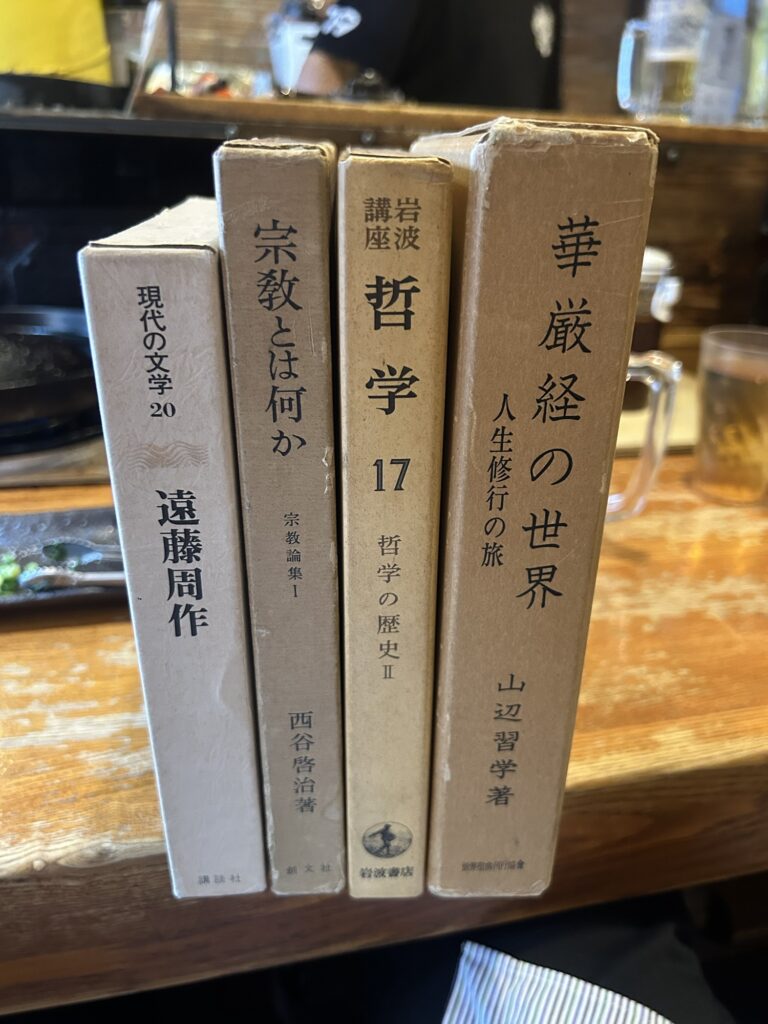 現代の文学
20
遠藤周作
講談社
宗教とは何か
宗教論集 I
西谷啓治著
創文社
岩波
講座
哲学
17
哲学の歴史 II
岩波書店
華厳経の世界
人生修行の旅
山辺習学著